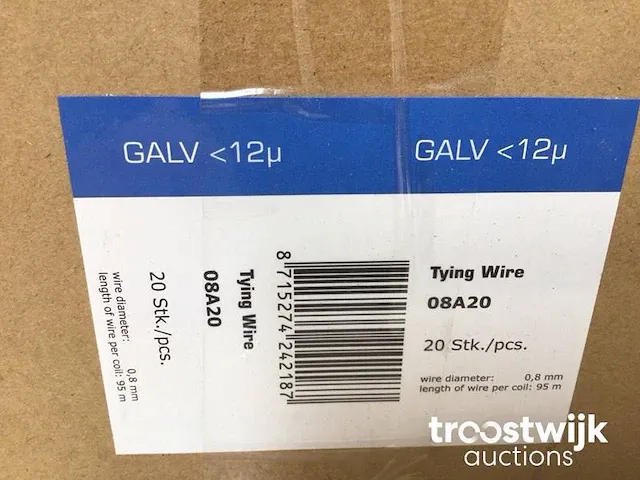 GALV <12µ
GALV <12µ
Tying Wire
08A20
20 Stk./pcs.
wire diameter: 0,8 mm
length of wire per coil: 95 m
8 715274 242187
Tying Wire
08A20
20 Stk./pcs.
wire diameter: 0,8 mm
length of wire per coil: 95 m
troostwijk
auctions